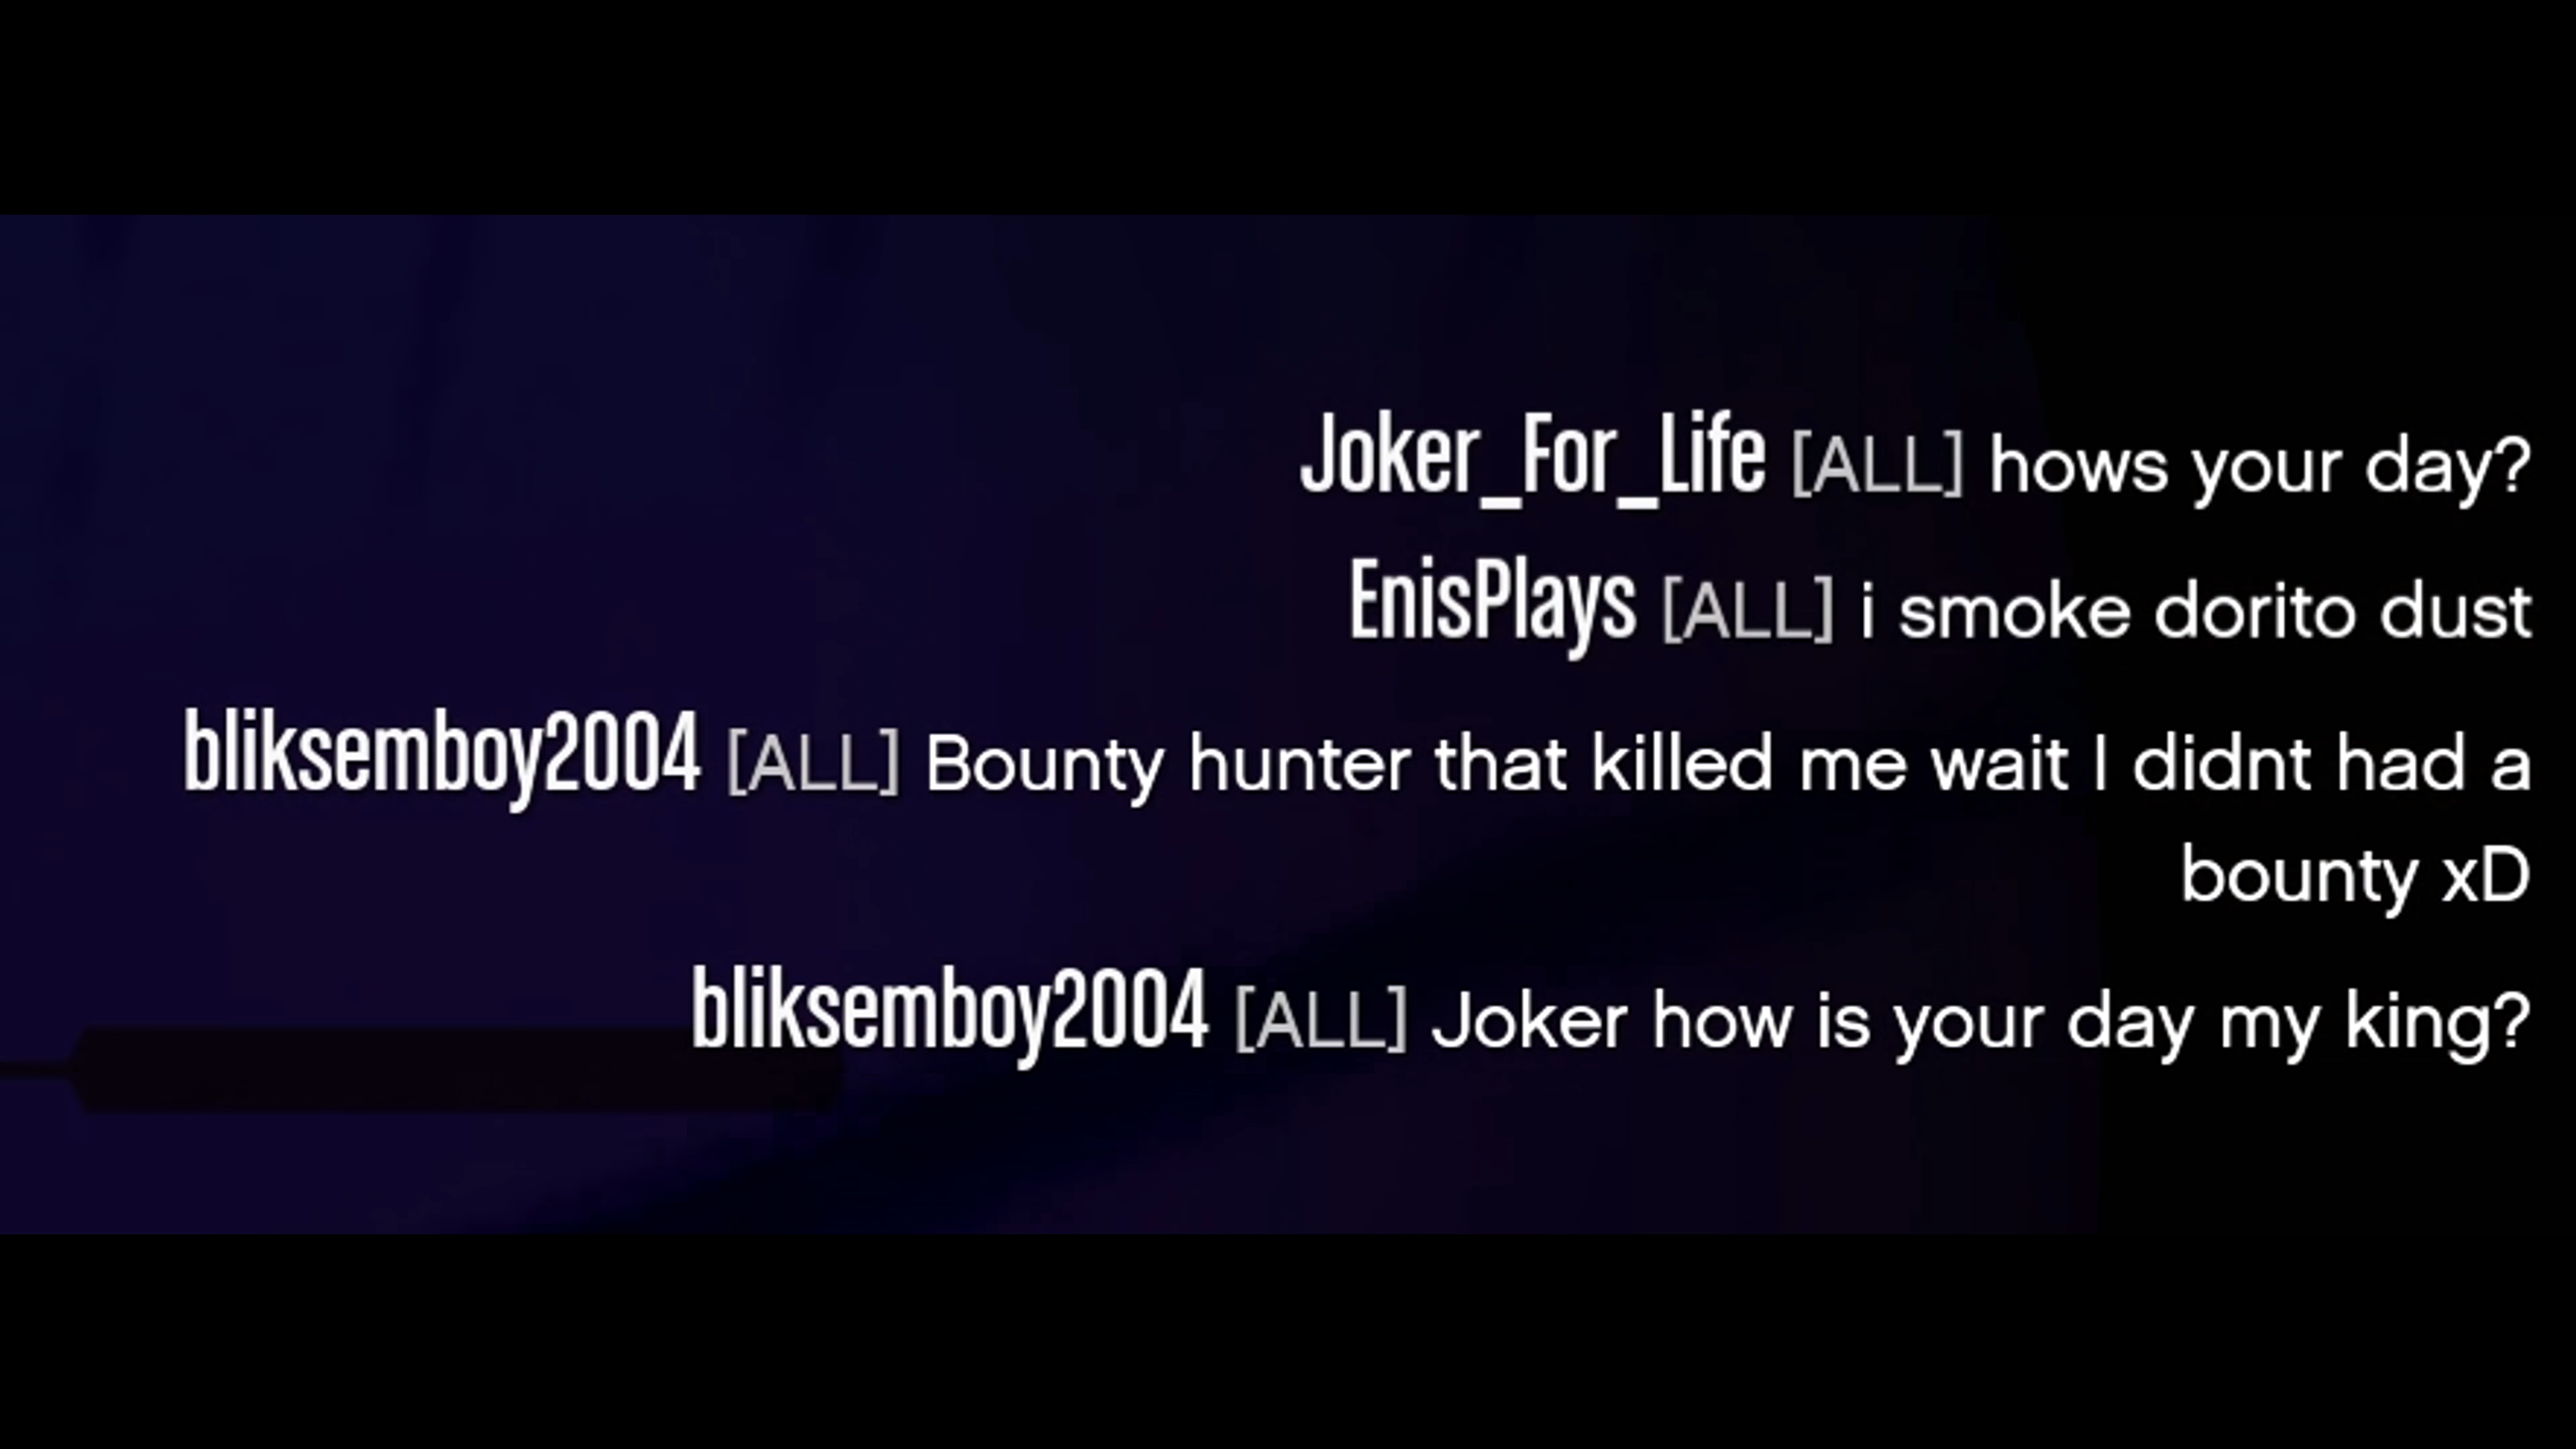 Joker_For_Life [ALL] hows your day?
EnisPlays [ALL] i smoke dorito dust
bliksemboy2004 [ALL] Bounty hunter that killed me wait I didnt had a
bounty xD
bliksemboy2004 [ALL] Joker how is your day my king?